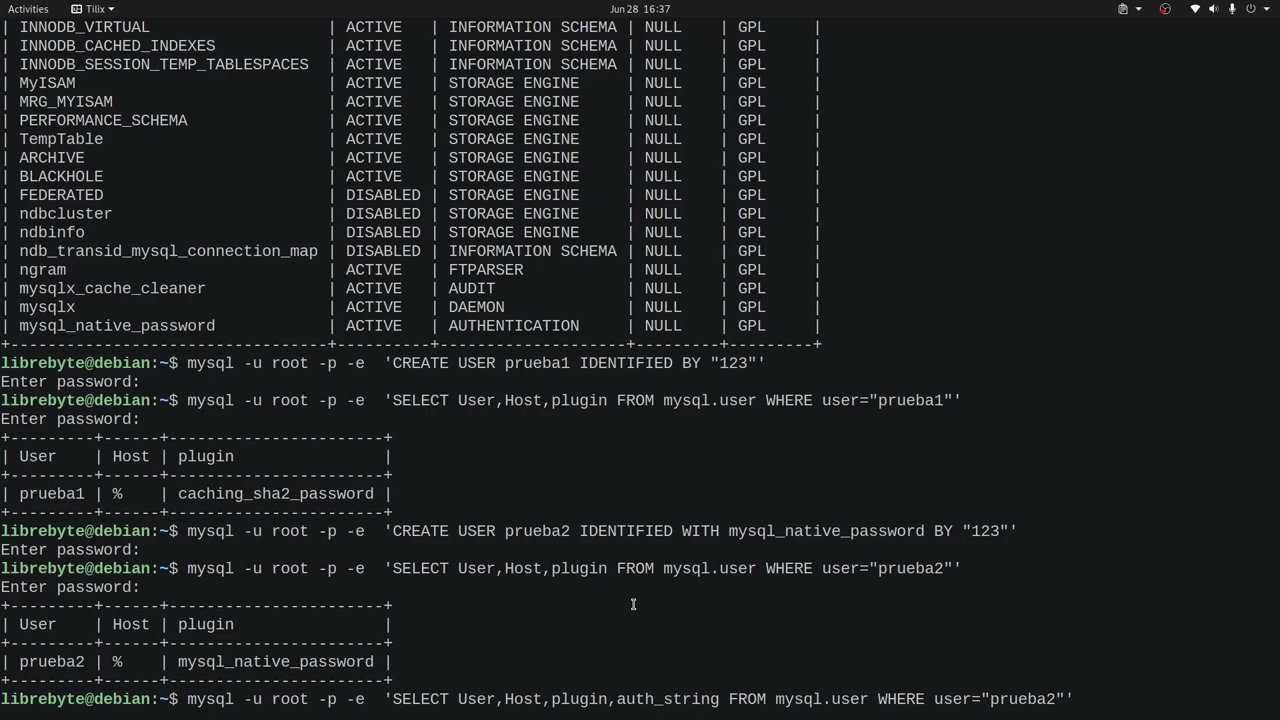 Activities Tilix Jun 28 16:37
| INNODB_VIRTUAL | ACTIVE | INFORMATION SCHEMA | NULL | GPL |
| INNODB_CACHED_INDEXES | ACTIVE | INFORMATION SCHEMA | NULL | GPL |
| INNODB_SESSION_TEMP_TABLESPACES | ACTIVE | INFORMATION SCHEMA | NULL | GPL |
| MyISAM | ACTIVE | STORAGE ENGINE | NULL | GPL |
| MRG_MYISAM | ACTIVE | STORAGE ENGINE | NULL | GPL |
| PERFORMANCE_SCHEMA | ACTIVE | STORAGE ENGINE | NULL | GPL |
| TempTable | ACTIVE | STORAGE ENGINE | NULL | GPL |
| ARCHIVE | ACTIVE | STORAGE ENGINE | NULL | GPL |
| BLACKHOLE | ACTIVE | STORAGE ENGINE | NULL | GPL |
| FEDERATED | DISABLED | STORAGE ENGINE | NULL | GPL |
| ndbcluster | DISABLED | STORAGE ENGINE | NULL | GPL |
| ndbinfo | DISABLED | STORAGE ENGINE | NULL | GPL |
| ndb_transid_mysql_connection_map | DISABLED | INFORMATION SCHEMA | NULL | GPL |
| ngram | ACTIVE | FTPARSER | NULL | GPL |
| mysqlx_cache_cleaner | ACTIVE | AUDIT | NULL | GPL |
| mysqlx | ACTIVE | DAEMON | NULL | GPL |
| mysql_native_password | ACTIVE | AUTHENTICATION | NULL | GPL |
+----------------------------------+----------+--------------------+---------+---------+
librebyte@debian:~$ mysql -u root -p -e  'CREATE USER prueba1 IDENTIFIED BY "123"'
Enter password:
librebyte@debian:~$ mysql -u root -p -e  'SELECT User,Host,plugin FROM mysql.user WHERE user="prueba1"'
Enter password:
+---------+------+-----------------------+
| User    | Host | plugin                |
+---------+------+-----------------------+
| prueba1 | %    | caching_sha2_password |
+---------+------+-----------------------+
librebyte@debian:~$ mysql -u root -p -e  'CREATE USER prueba2 IDENTIFIED WITH mysql_native_password BY "123"'
Enter password:
librebyte@debian:~$ mysql -u root -p -e  'SELECT User,Host,plugin FROM mysql.user WHERE user="prueba2"'
Enter password:
+---------+------+-----------------------+
| User    | Host | plugin                |
+---------+------+-----------------------+
| prueba2 | %    | mysql_native_password |
+---------+------+-----------------------+
librebyte@debian:~$ mysql -u root -p -e  'SELECT User,Host,plugin,auth_string FROM mysql.user WHERE user="prueba2"'